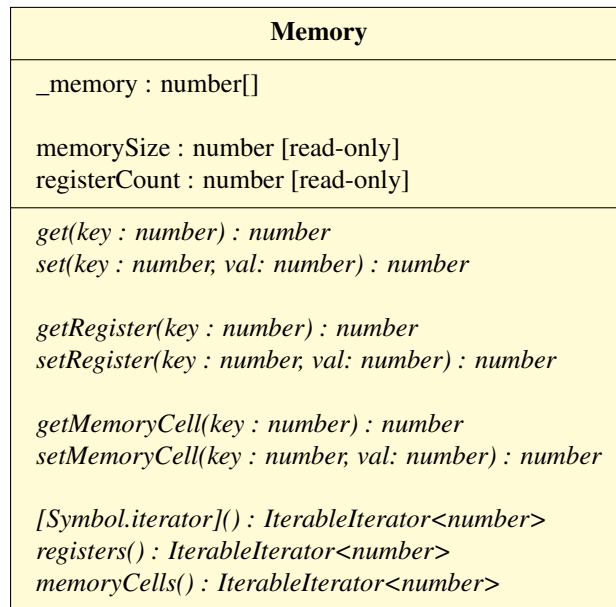 Memory
_memory : number[]
memorySize : number [read-only]
registerCount : number [read-only]
get(key : number) : number
set(key : number, val: number) : number
getRegister(key : number) : number
setRegister(key : number, val: number) : number
getMemoryCell(key : number) : number
setMemoryCell(key : number, val: number) : number
[Symbol.iterator]() : IterableIterator<number>
registers() : IterableIterator<number>
memoryCells() : IterableIterator<number>